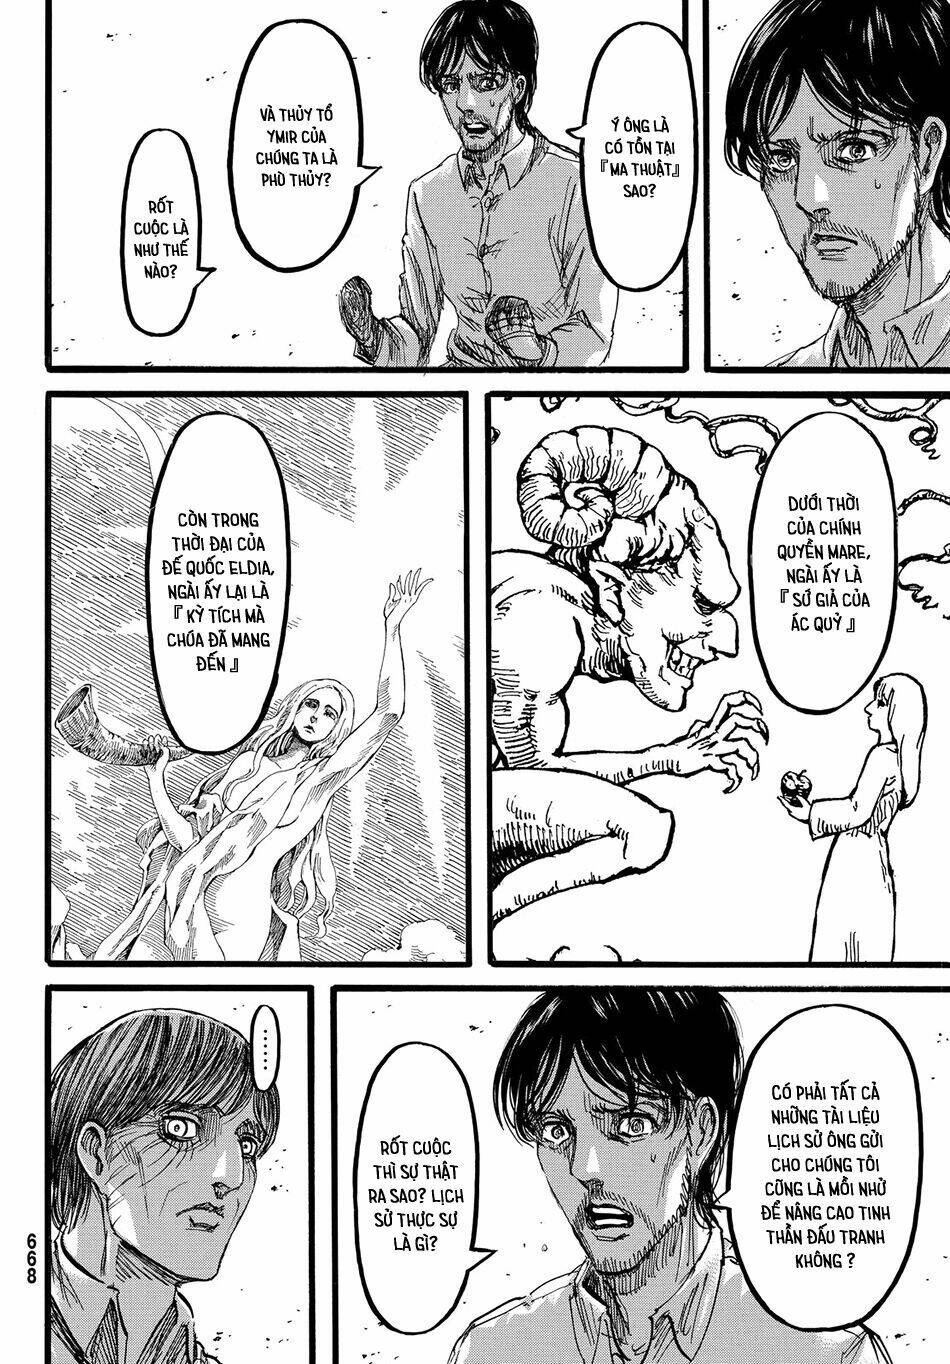 Ý ÔNG LÀ
CÓ TỒN TẠI
『MA THUẬT』
SAO?
VÀ THỦY TỔ
YMIR CỦA
CHÚNG TA LÀ
PHÙ THỦY?
RỐT
CUỘC LÀ
NHƯ THẾ
NÀO?
DƯỚI THỜI
CỦA CHÍNH
QUYỀN MARE,
NGÀI ẤY LÀ
『 SỨ GIẢ CỦA
ÁC QUỶ 』
CÒN TRONG
THỜI ĐẠI CỦA
ĐẾ QUỐC ELDIA,
NGÀI ẤY LẠI LÀ
『 KỲ TÍCH MÀ
CHÚA ĐÃ MANG
ĐẾN 』
CÓ PHẢI TẤT CẢ
NHỮNG TÀI LIỆU
LỊCH SỬ ÔNG GỬI
CHO CHÚNG TÔI
CŨNG LÀ MỒI NHỬ
ĐỂ NÂNG CAO TINH
THẦN ĐẤU TRANH
KHÔNG ?
RỐT CUỘC
THÌ SỰ THẬT
RA SAO? LỊCH
SỬ THỰC SỰ
LÀ GÌ?
........
668